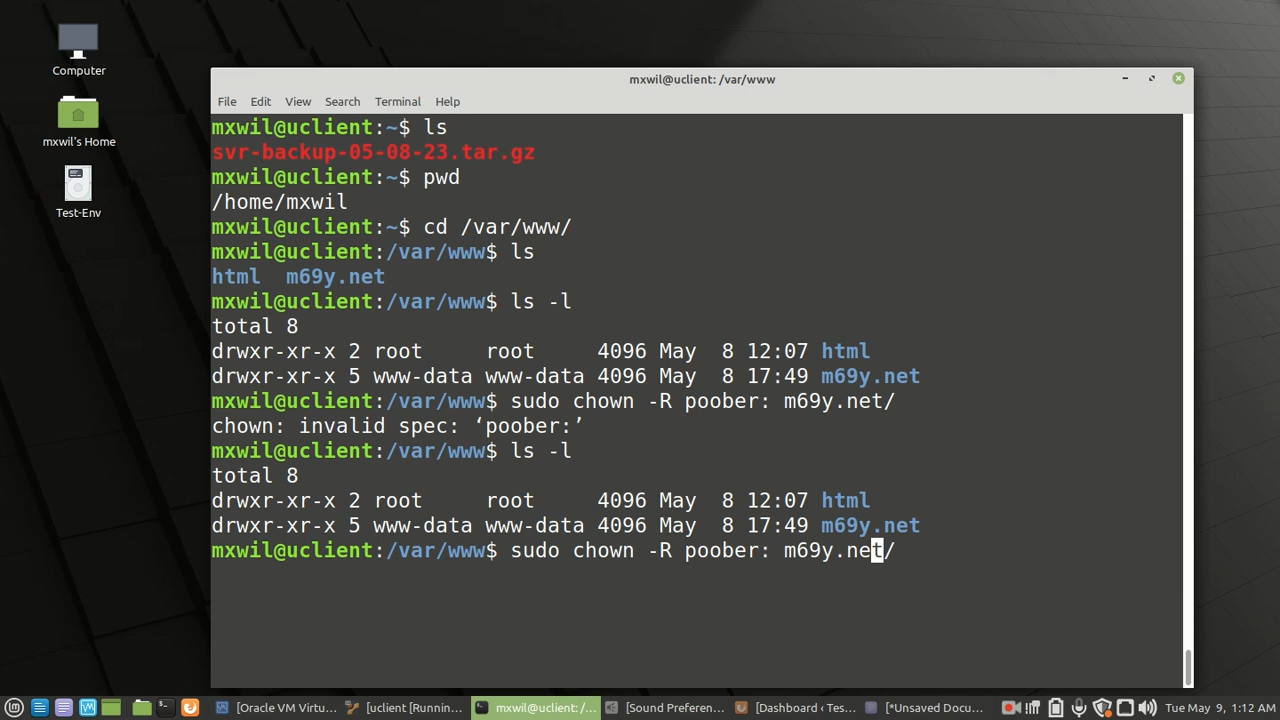 Computer
mxwil's Home
Test-Env
mxwil@uclient: /var/www
File Edit View Search Terminal Help
mxwil@uclient:~$ ls
svr-backup-05-08-23.tar.gz
mxwil@uclient:~$ pwd
/home/mxwil
mxwil@uclient:~$ cd /var/www/
mxwil@uclient:/var/www$ ls
html  m69y.net
mxwil@uclient:/var/www$ ls -l
total 8
drwxr-xr-x 2 root     root     4096 May  8 12:07 html
drwxr-xr-x 5 www-data www-data 4096 May  8 17:49 m69y.net
mxwil@uclient:/var/www$ sudo chown -R poober: m69y.net/
chown: invalid spec: ‘poober:’
mxwil@uclient:/var/www$ ls -l
total 8
drwxr-xr-x 2 root     root     4096 May  8 12:07 html
drwxr-xr-x 5 www-data www-data 4096 May  8 17:49 m69y.net
mxwil@uclient:/var/www$ sudo chown -R poober: m69y.net/
[Oracle VM Virtu... [uclient [Running... mxwil@uclient: /... [Sound Preferen... [Dashboard ‹ Tes... [*Unsaved Docu... Tue May  9, 1:12 AM